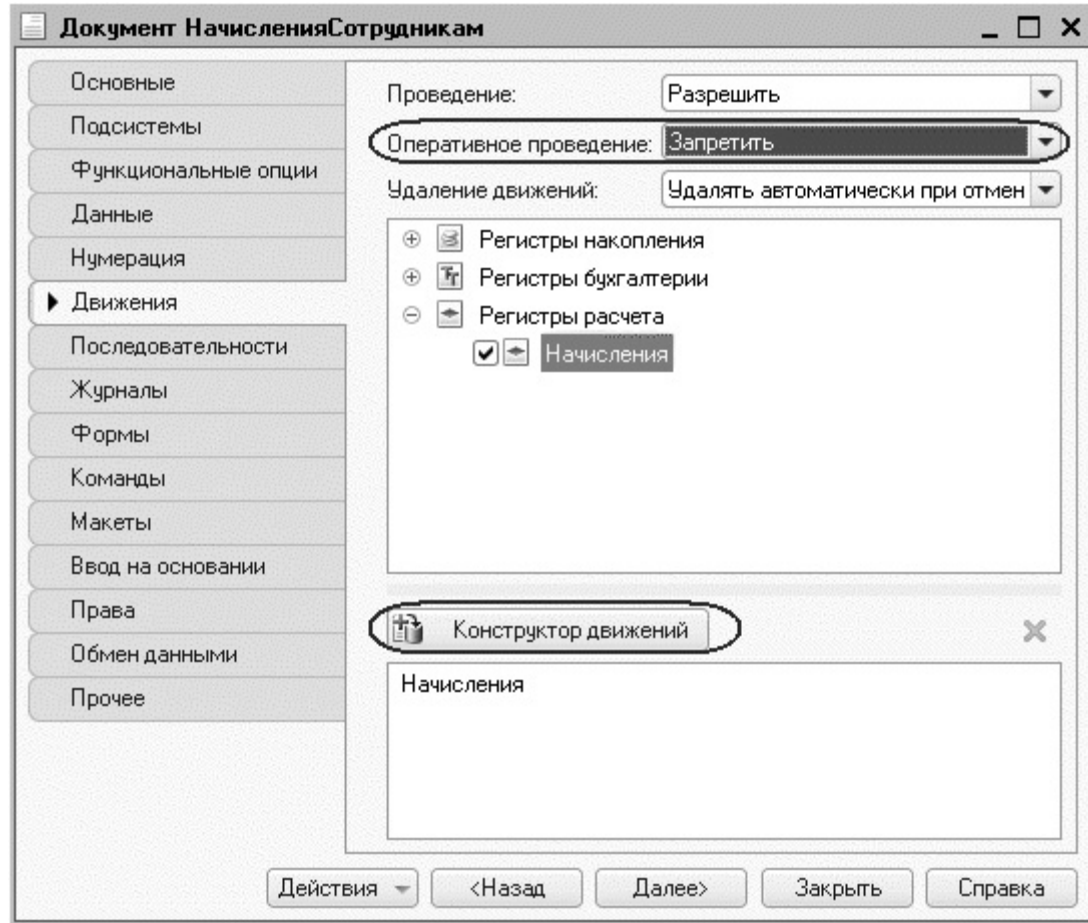 Документ НачисленияСотрудникам
Основные
Подсистемы
Функциональные опции
Данные
Нумерация
Движения
Последовательности
Журналы
Формы
Команды
Макеты
Ввод на основании
Права
Обмен данными
Прочее
Проведение: Разрешить
Оперативное проведение: Запретить
Удаление движений: Удалять автоматически при отмен
Регистры накопления
Регистры бухгалтерии
Регистры расчета
Начисления
Конструктор движений
Начисления
Действия <Назад Далее> Закрыть Справка